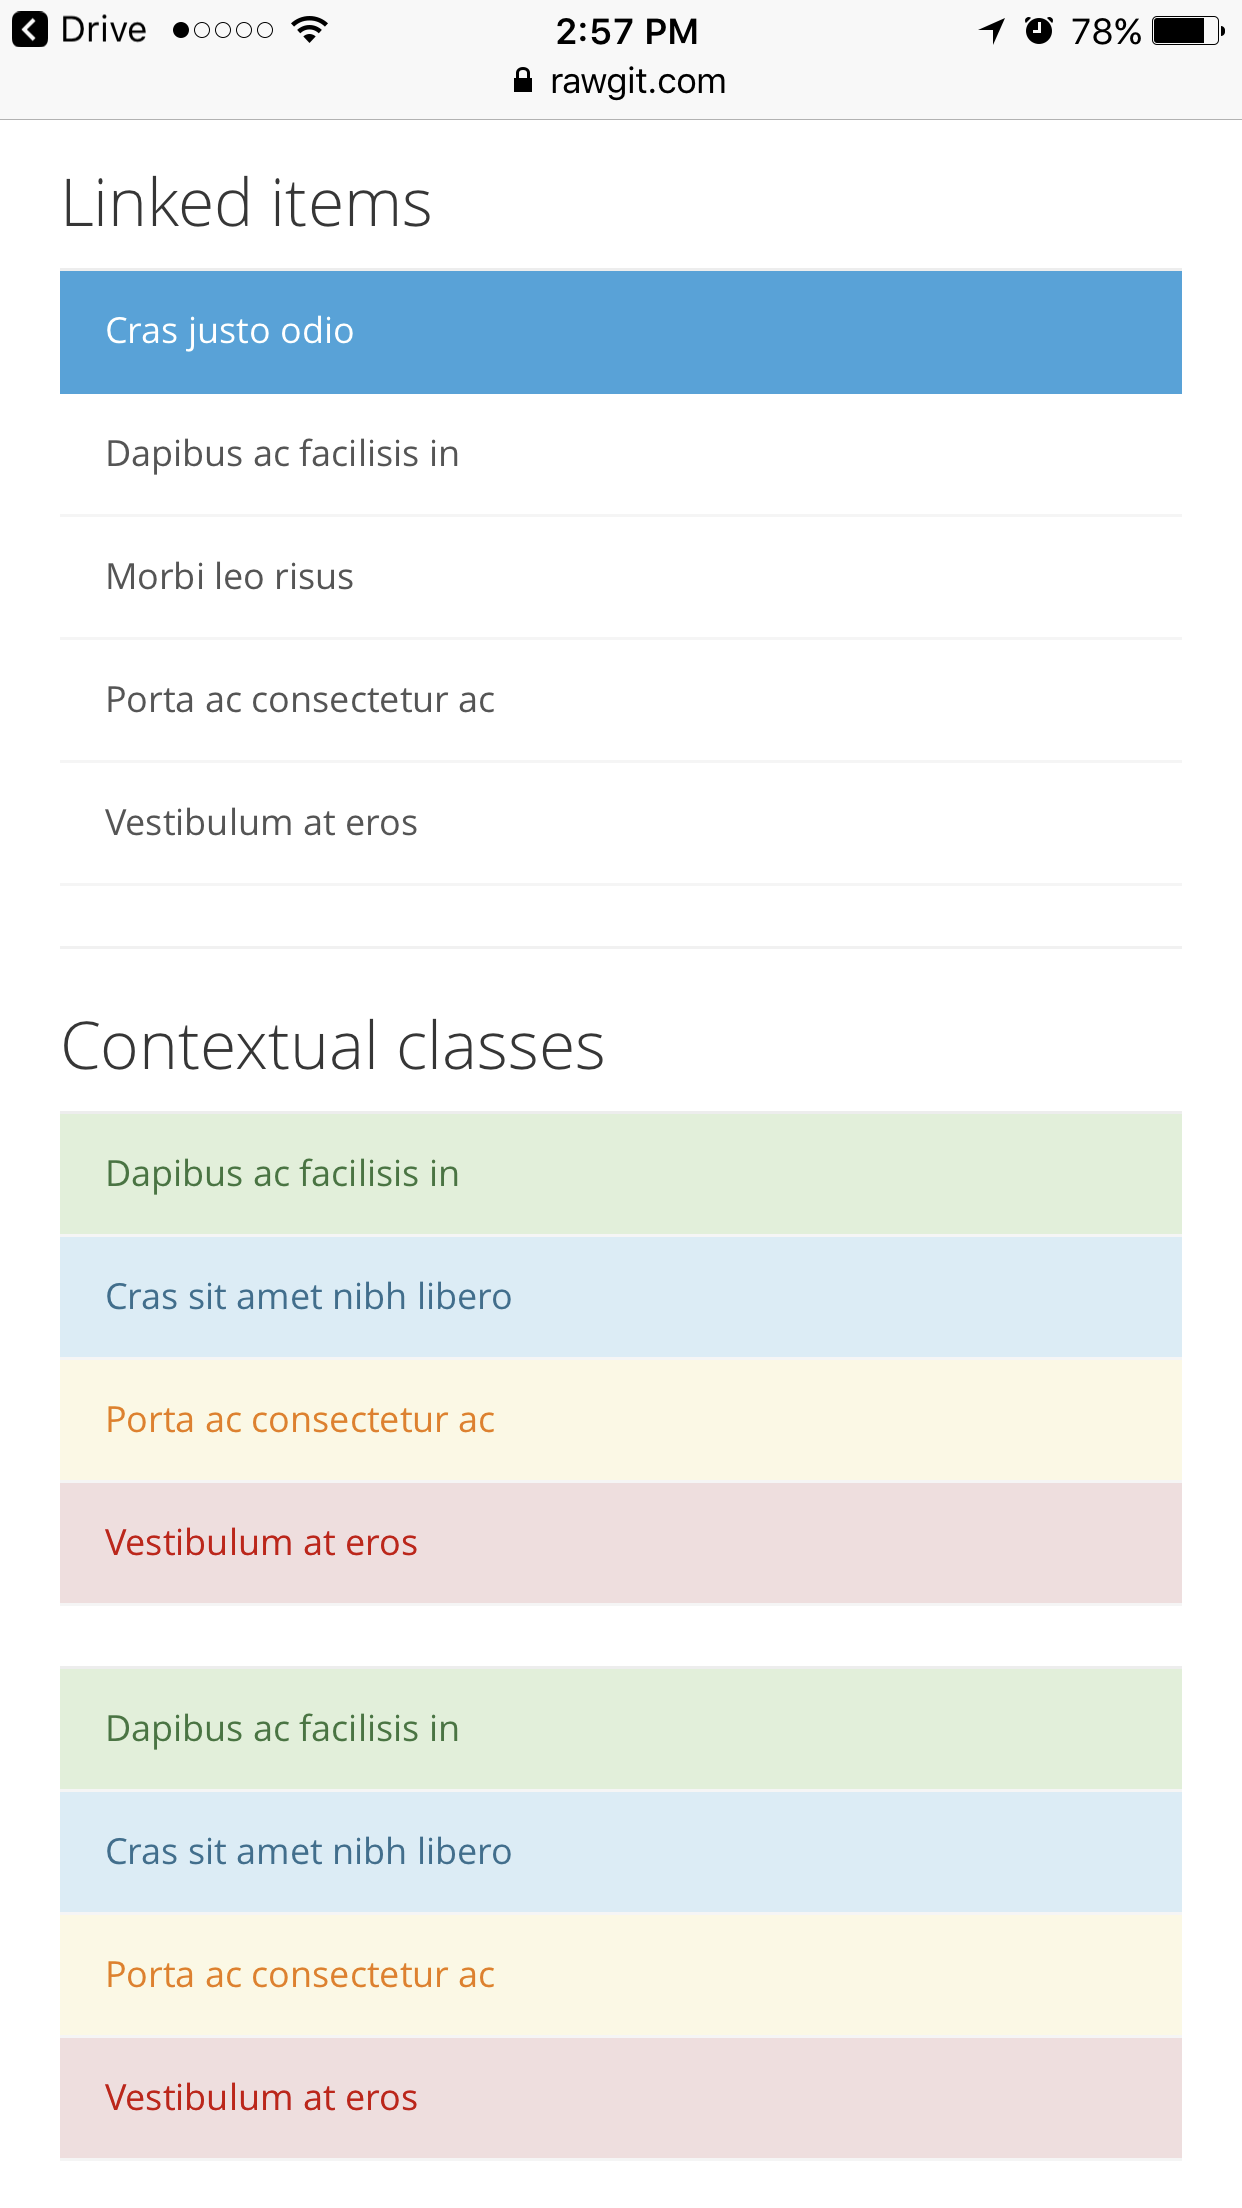 Drive 2:57 PM 78%
rawgit.com
Linked items
Cras justo odio
Dapibus ac facilisis in
Morbi leo risus
Porta ac consectetur ac
Vestibulum at eros
Contextual classes
Dapibus ac facilisis in
Cras sit amet nibh libero
Porta ac consectetur ac
Vestibulum at eros
Dapibus ac facilisis in
Cras sit amet nibh libero
Porta ac consectetur ac
Vestibulum at eros